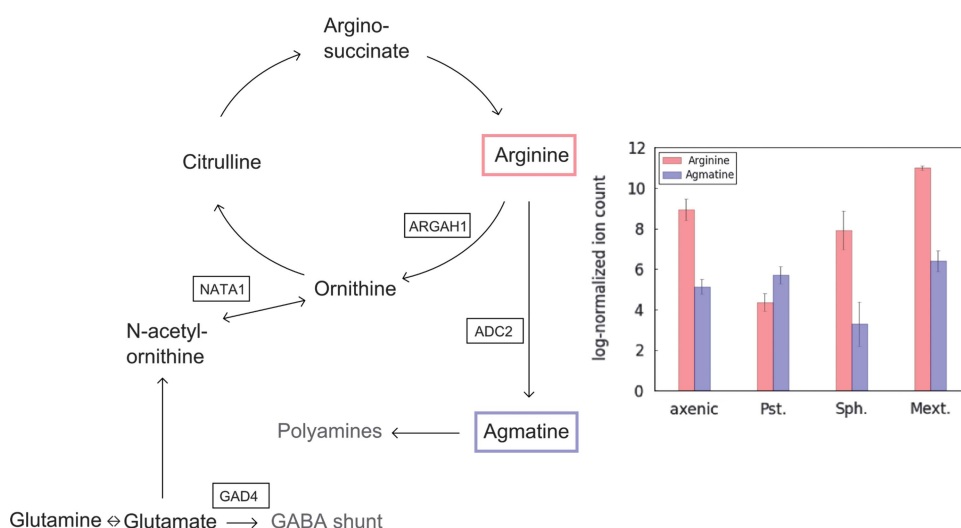 Argino-
succinate
Citrulline
Arginine
ARGAH1
NATA1
Ornithine
N-acetyl-
ornithine
ADC2
Polyamines
Agmatine
GAD4
Glutamine ⇔ Glutamate → GABA shunt
log-normalized ion count
12
10
8
6
4
2
0
Arginine
Agmatine
axenic Pst. Sph. Mext.